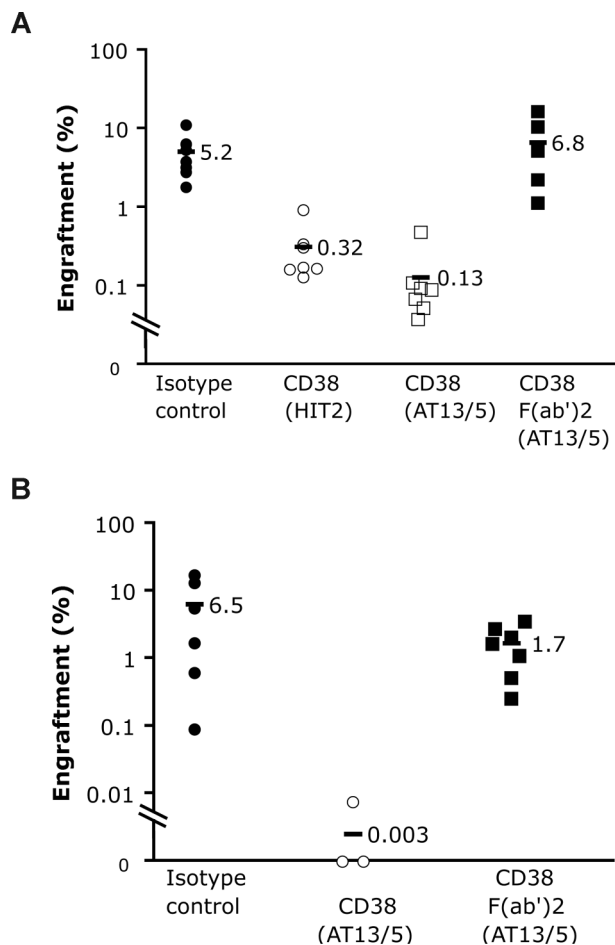 A
Engraftment (%)
100
10
1
0.1
0
5.2
0.32
0.13
6.8
Isotype
control
CD38
(HIT2)
CD38
(AT13/5)
CD38
F(ab')2
(AT13/5)
B
Engraftment (%)
100
10
1
0.1
0.01
0
6.5
0.003
1.7
Isotype
control
CD38
(AT13/5)
CD38
F(ab')2
(AT13/5)